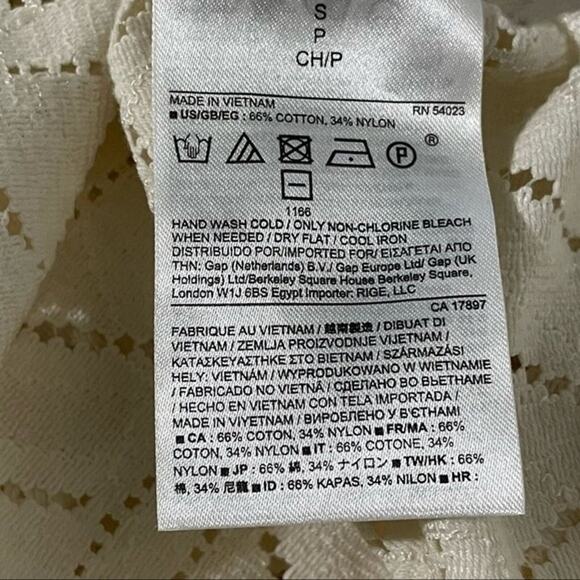 S
P
CH/P
MADE IN VIETNAM RN 54023
■ US/GB/EG : 66% COTTON, 34% NYLON
P ®
1166
HAND WASH COLD / ONLY NON-CHLORINE BLEACH
WHEN NEEDED / DRY FLAT / COOL IRON
DISTRIBUIDO POR/IMPORTED FOR/ ΕΙΣΑΓΕΤΑΙ ΑΠΟ
ΤΗΝ: Gap (Netherlands) B.V./ Gap Europe Ltd/ Gap (UK
Holdings) Ltd/Berkeley Square House Berkeley Square,
London W1J 6BS Egypt Importer: RIGE, LLC
CA 17897
FABRIQUE AU VIETNAM / 越南製造 / DIBUAT DI
VIETNAM / ZEMLJA PROIZVODNJE VIJETNAM /
ΚΑΤΑΣΚΕΥΑΣΤΗΚΕ ΣΤΟ ΒΙΕΤΝΑΜ / SZÁRMAZÁSI
HELY: VIETNÁM / WYPRODUKOWANO W WIETNAMIE
/ FABRICADO NO VIETNÃ / СДЕЛАНО ВО ВЬЕТНАМЕ
/ HECHO EN VIETNAM CON TELA IMPORTADA /
MADE IN VIYETNAM / ВИРОБЛЕНО У В'ЄТНАМІ
■ CA : 66% COTON, 34% NYLON ■ FR/MA : 66%
COTON, 34% NYLON ■ IT : 66% COTONE, 34%
NYLON ■ JP : 66% 綿, 34% ナイロン ■ TW/HK : 66%
棉, 34% 尼龍 ■ ID : 66% KAPAS, 34% NILON ■ HR :